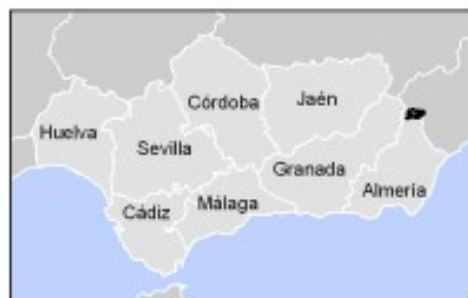 Córdoba
Jaén
Huelva
Sevilla
Granada
Almería
Cádiz
Málaga